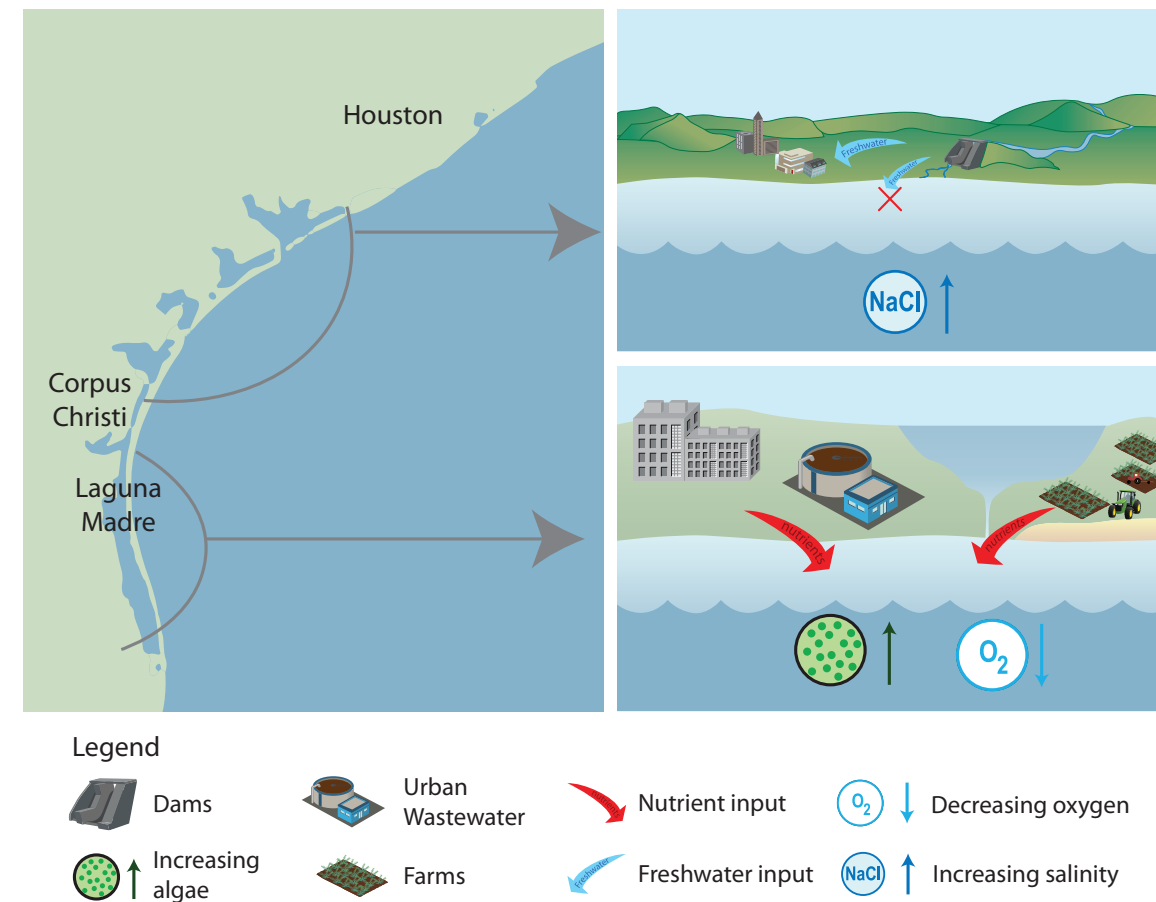 Houston
Corpus
Christi
Laguna
Madre
Freshwater
Freshwater
NaCl
nutrients
nutrients
O2
Legend
Dams
Urban
Wastewater
nutrients
Nutrient input
O2
Decreasing oxygen
Increasing
algae
Farms
Freshwater
Freshwater input
NaCl
Increasing salinity